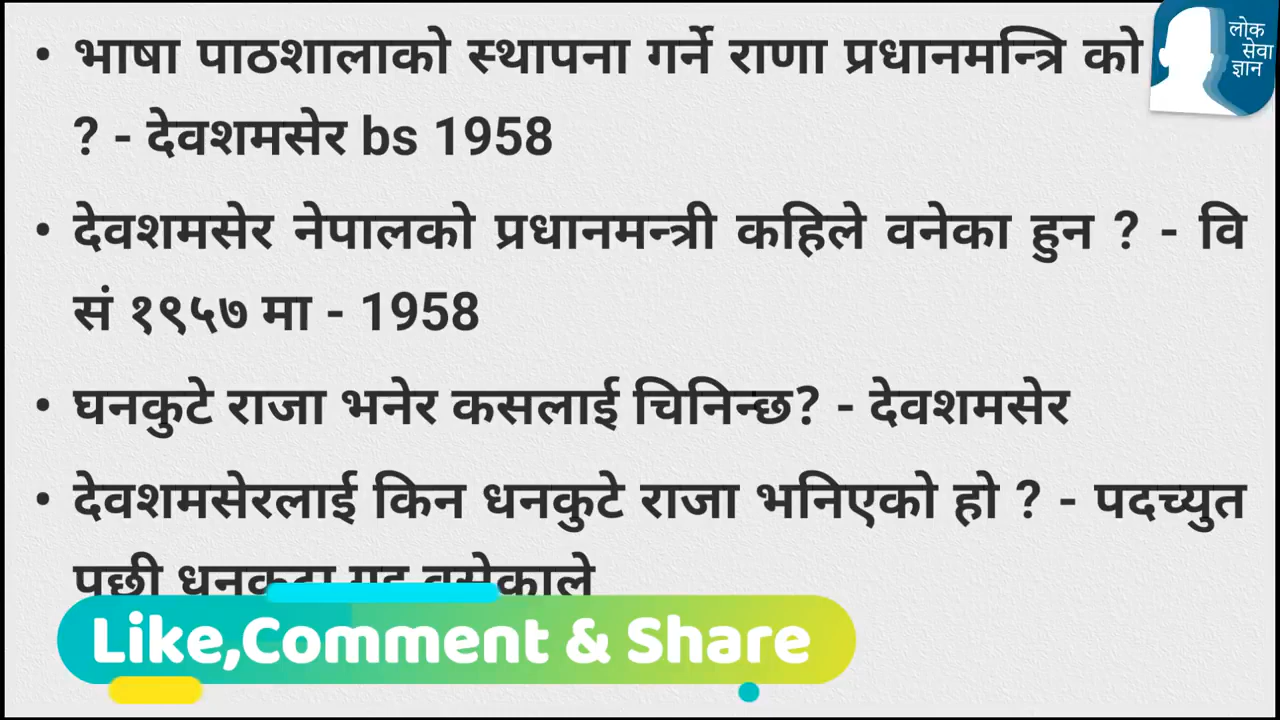 • भाषा पाठशालाको स्थापना गर्ने राणा प्रधानमन्त्रि को
? - देवशमसेर bs 1958
• देवशमसेर नेपालको प्रधानमन्त्री कहिले वनेका हुन ? - वि
सं १९५७ मा - 1958
• घनकुटे राजा भनेर कसलाई चिनिन्छ? - देवशमसेर
• देवशमसेरलाई किन धनकुटे राजा भनिएको हो ? - पदच्युत
पछी
Like,Comment & Share
लोक
सेवा
ज्ञान